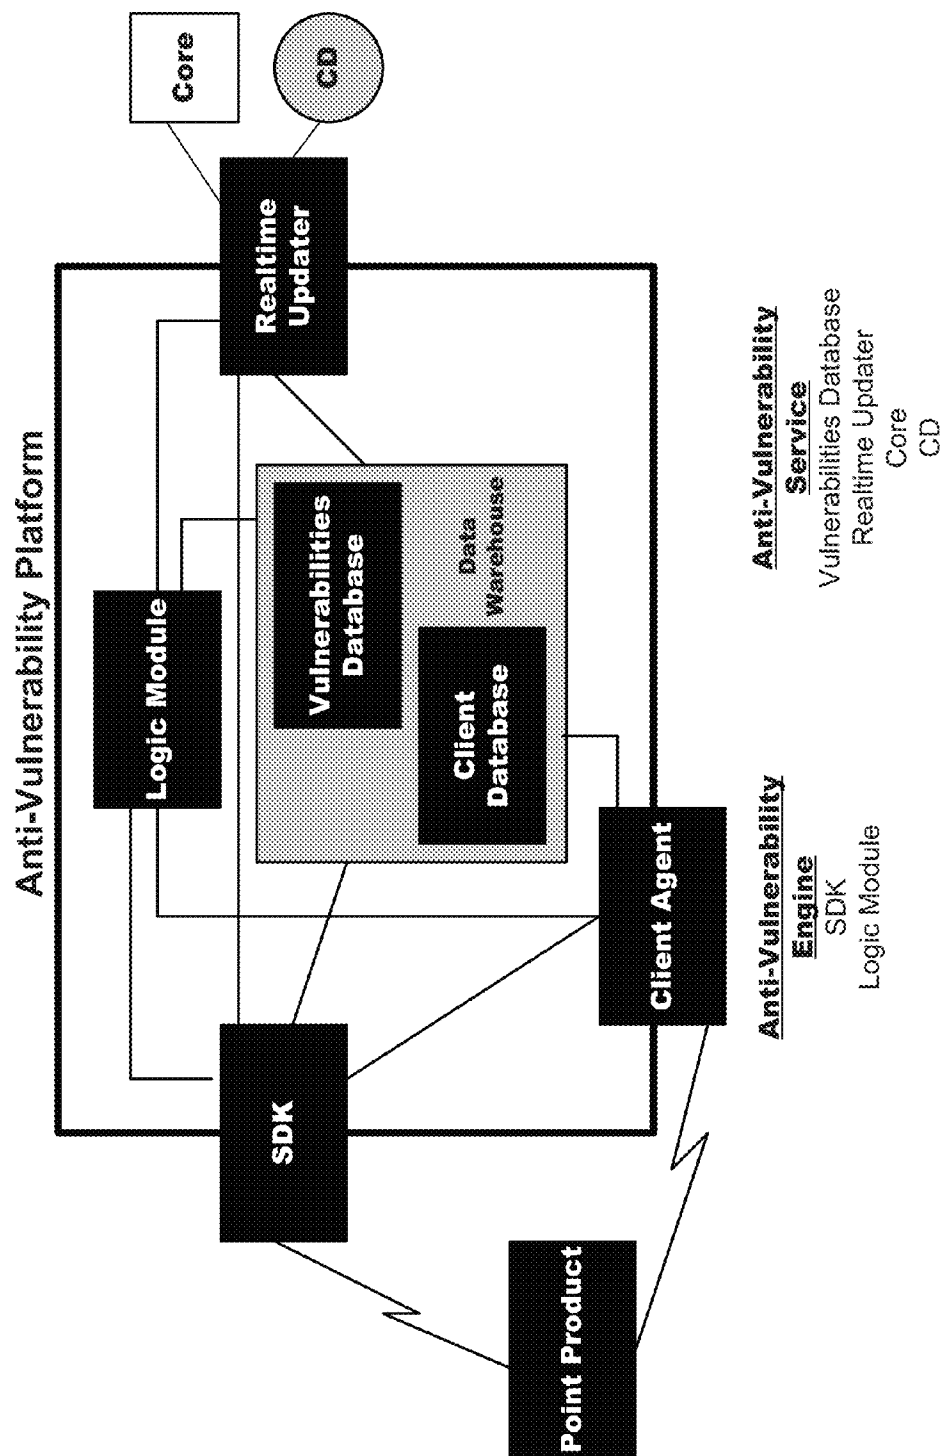 Anti-Vulnerability Platform
Core
CD
Realtime
Updater
Logic Module
Vulnerabilities
Database
Data
Warehouse
Client
Database
SDK
Client Agent
Point Product
Anti-Vulnerability
Engine
SDK
Logic Module
Anti-Vulnerability
Service
Vulnerabilities Database
Realtime Updater
Core
CD